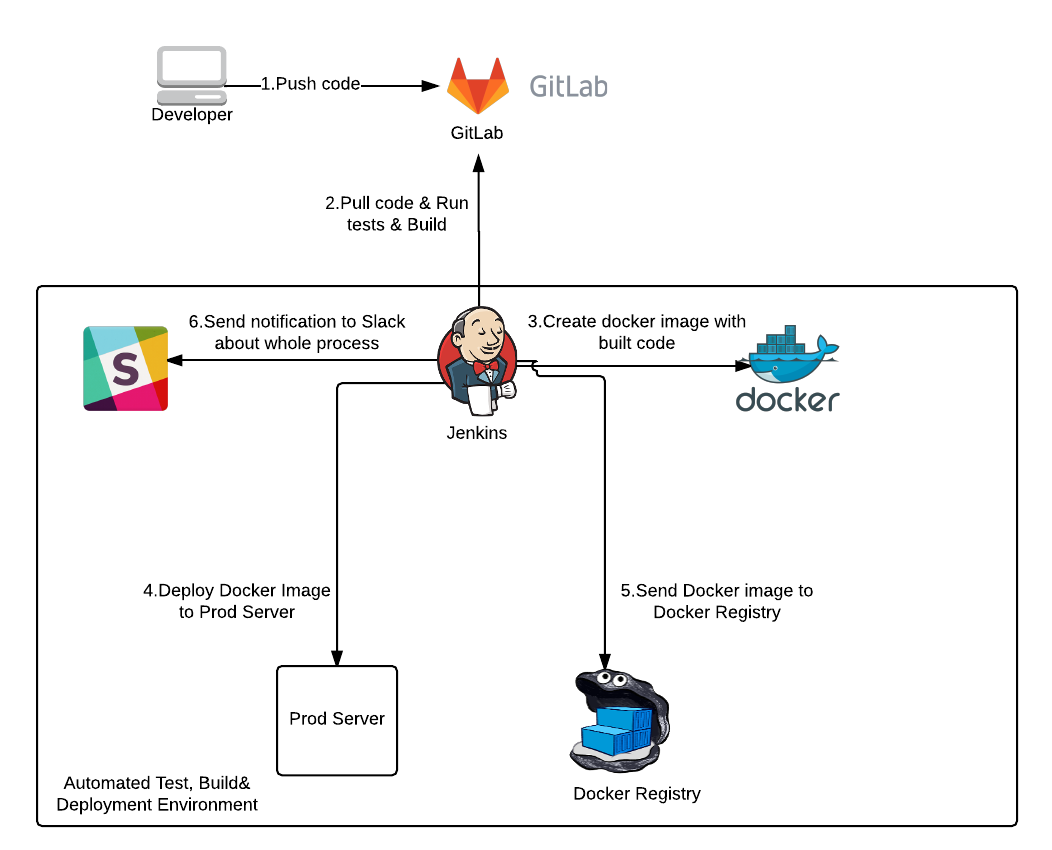 1.Push code
Developer
GitLab
GitLab
2.Pull code & Run
tests & Build
6.Send notification to Slack
about whole process
3.Create docker image with
built code
S
docker
Jenkins
4.Deploy Docker Image
to Prod Server
5.Send Docker image to
Docker Registry
Prod Server
Automated Test, Build&
Deployment Environment
Docker Registry